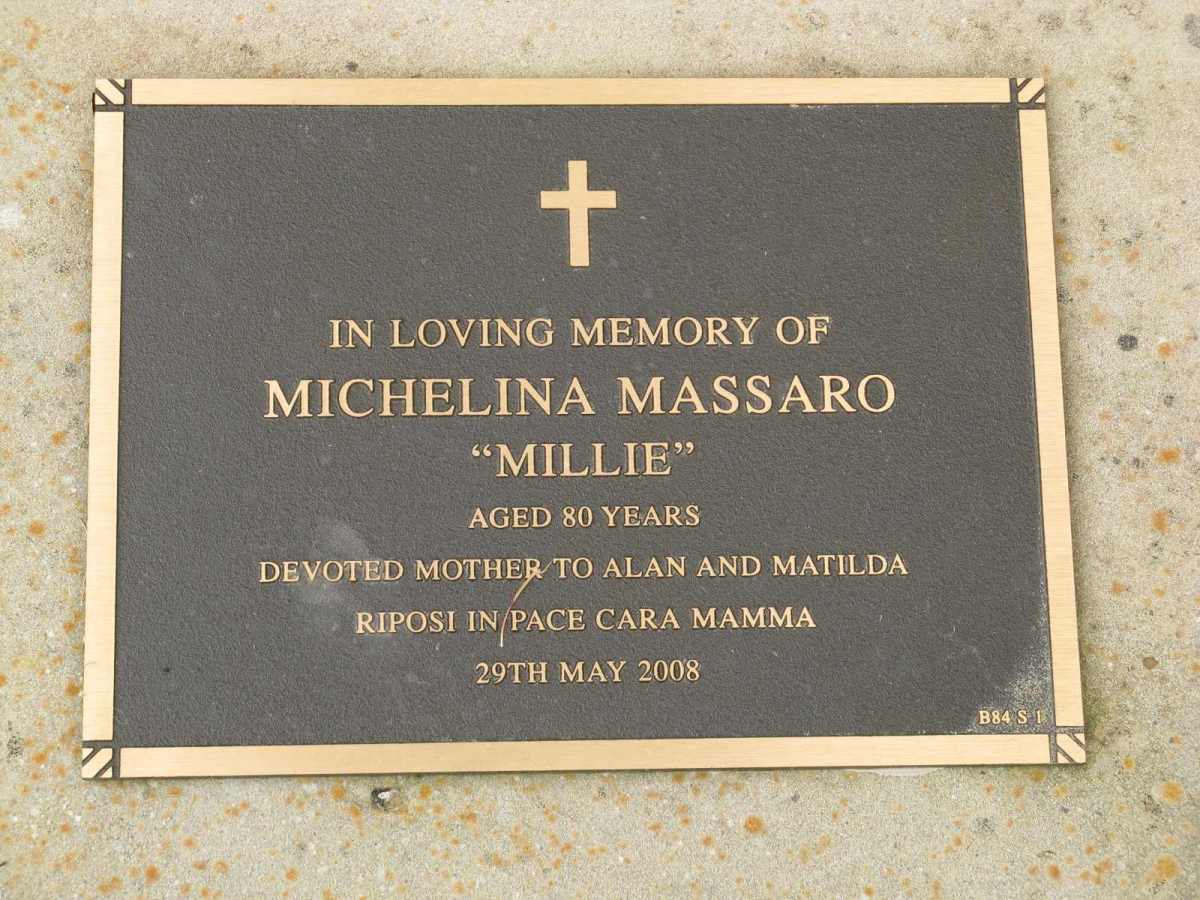 IN LOVING MEMORY OF
MICHELINA MASSARO
“MILLIE”
AGED 80 YEARS
DEVOTED MOTHER TO ALAN AND MATILDA
RIPOSI IN PACE CARA MAMMA
29TH MAY 2008
B84 S 1